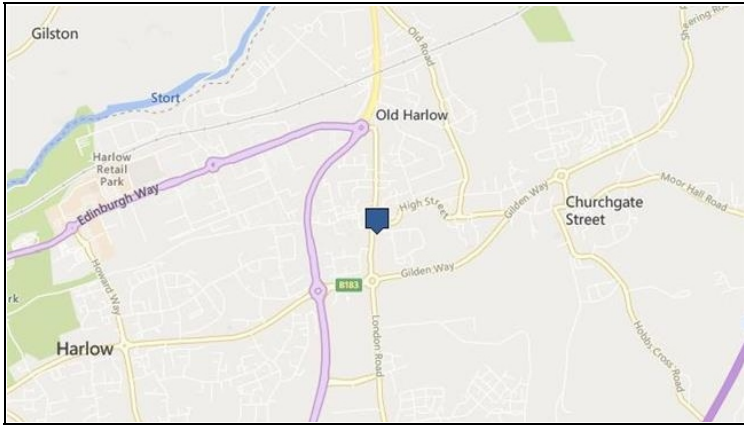 Gilston
Stort
Old Road
Old Harlow
Harlow
Retail
Park
Edinburgh Way
High Street
Gilden Way
Churchgate
Street
Moor Hall Road
Howard Way
B183
Gilden Way
London Road
Hobbs Cross Road
Harlow